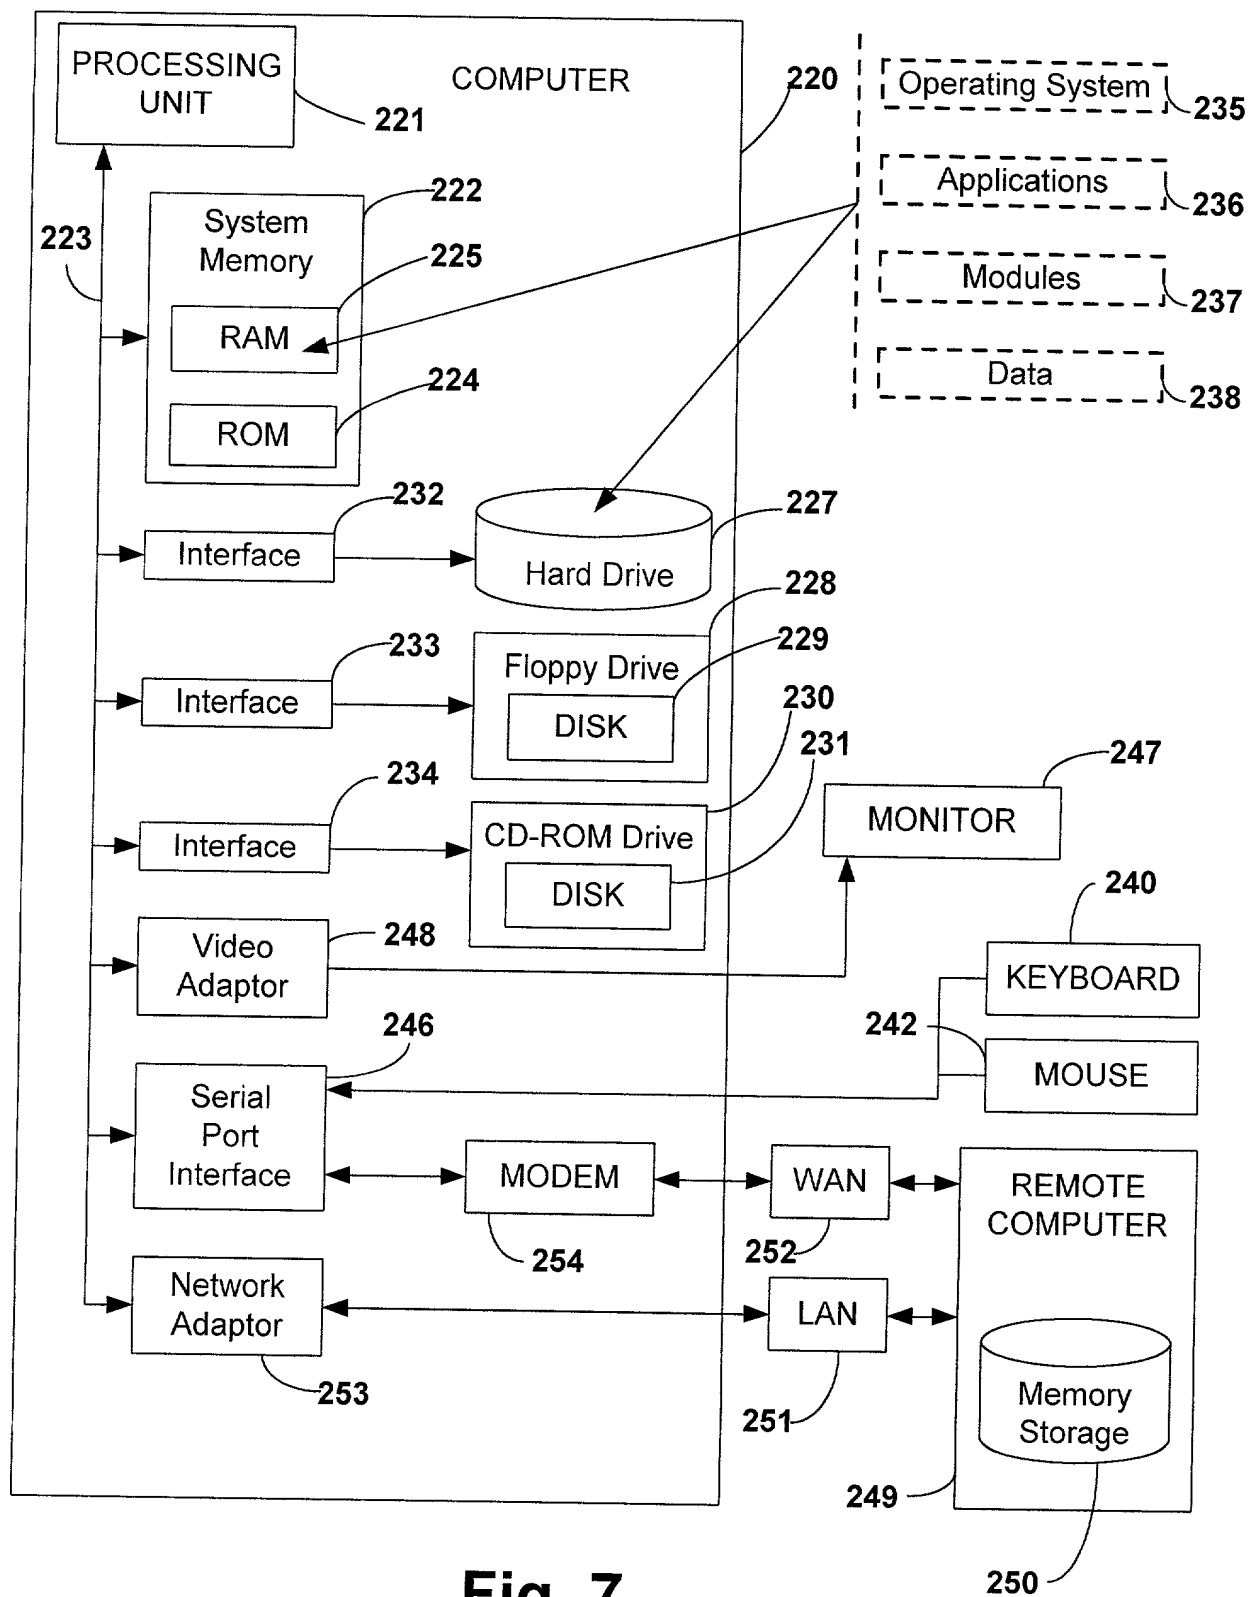 PROCESSING
UNIT
221
COMPUTER
220
Operating System
235
Applications
236
Modules
237
Data
238
223
System
Memory
222
225
RAM
224
ROM
232
Interface
227
Hard Drive
233
Interface
228
Floppy Drive
229
DISK
234
Interface
230
CD-ROM Drive
231
DISK
247
MONITOR
248
Video
Adaptor
240
KEYBOARD
242
MOUSE
246
Serial
Port
Interface
MODEM
254
WAN
252
REMOTE
COMPUTER
Network
Adaptor
253
LAN
251
Memory
Storage
249
250
Fig. 7